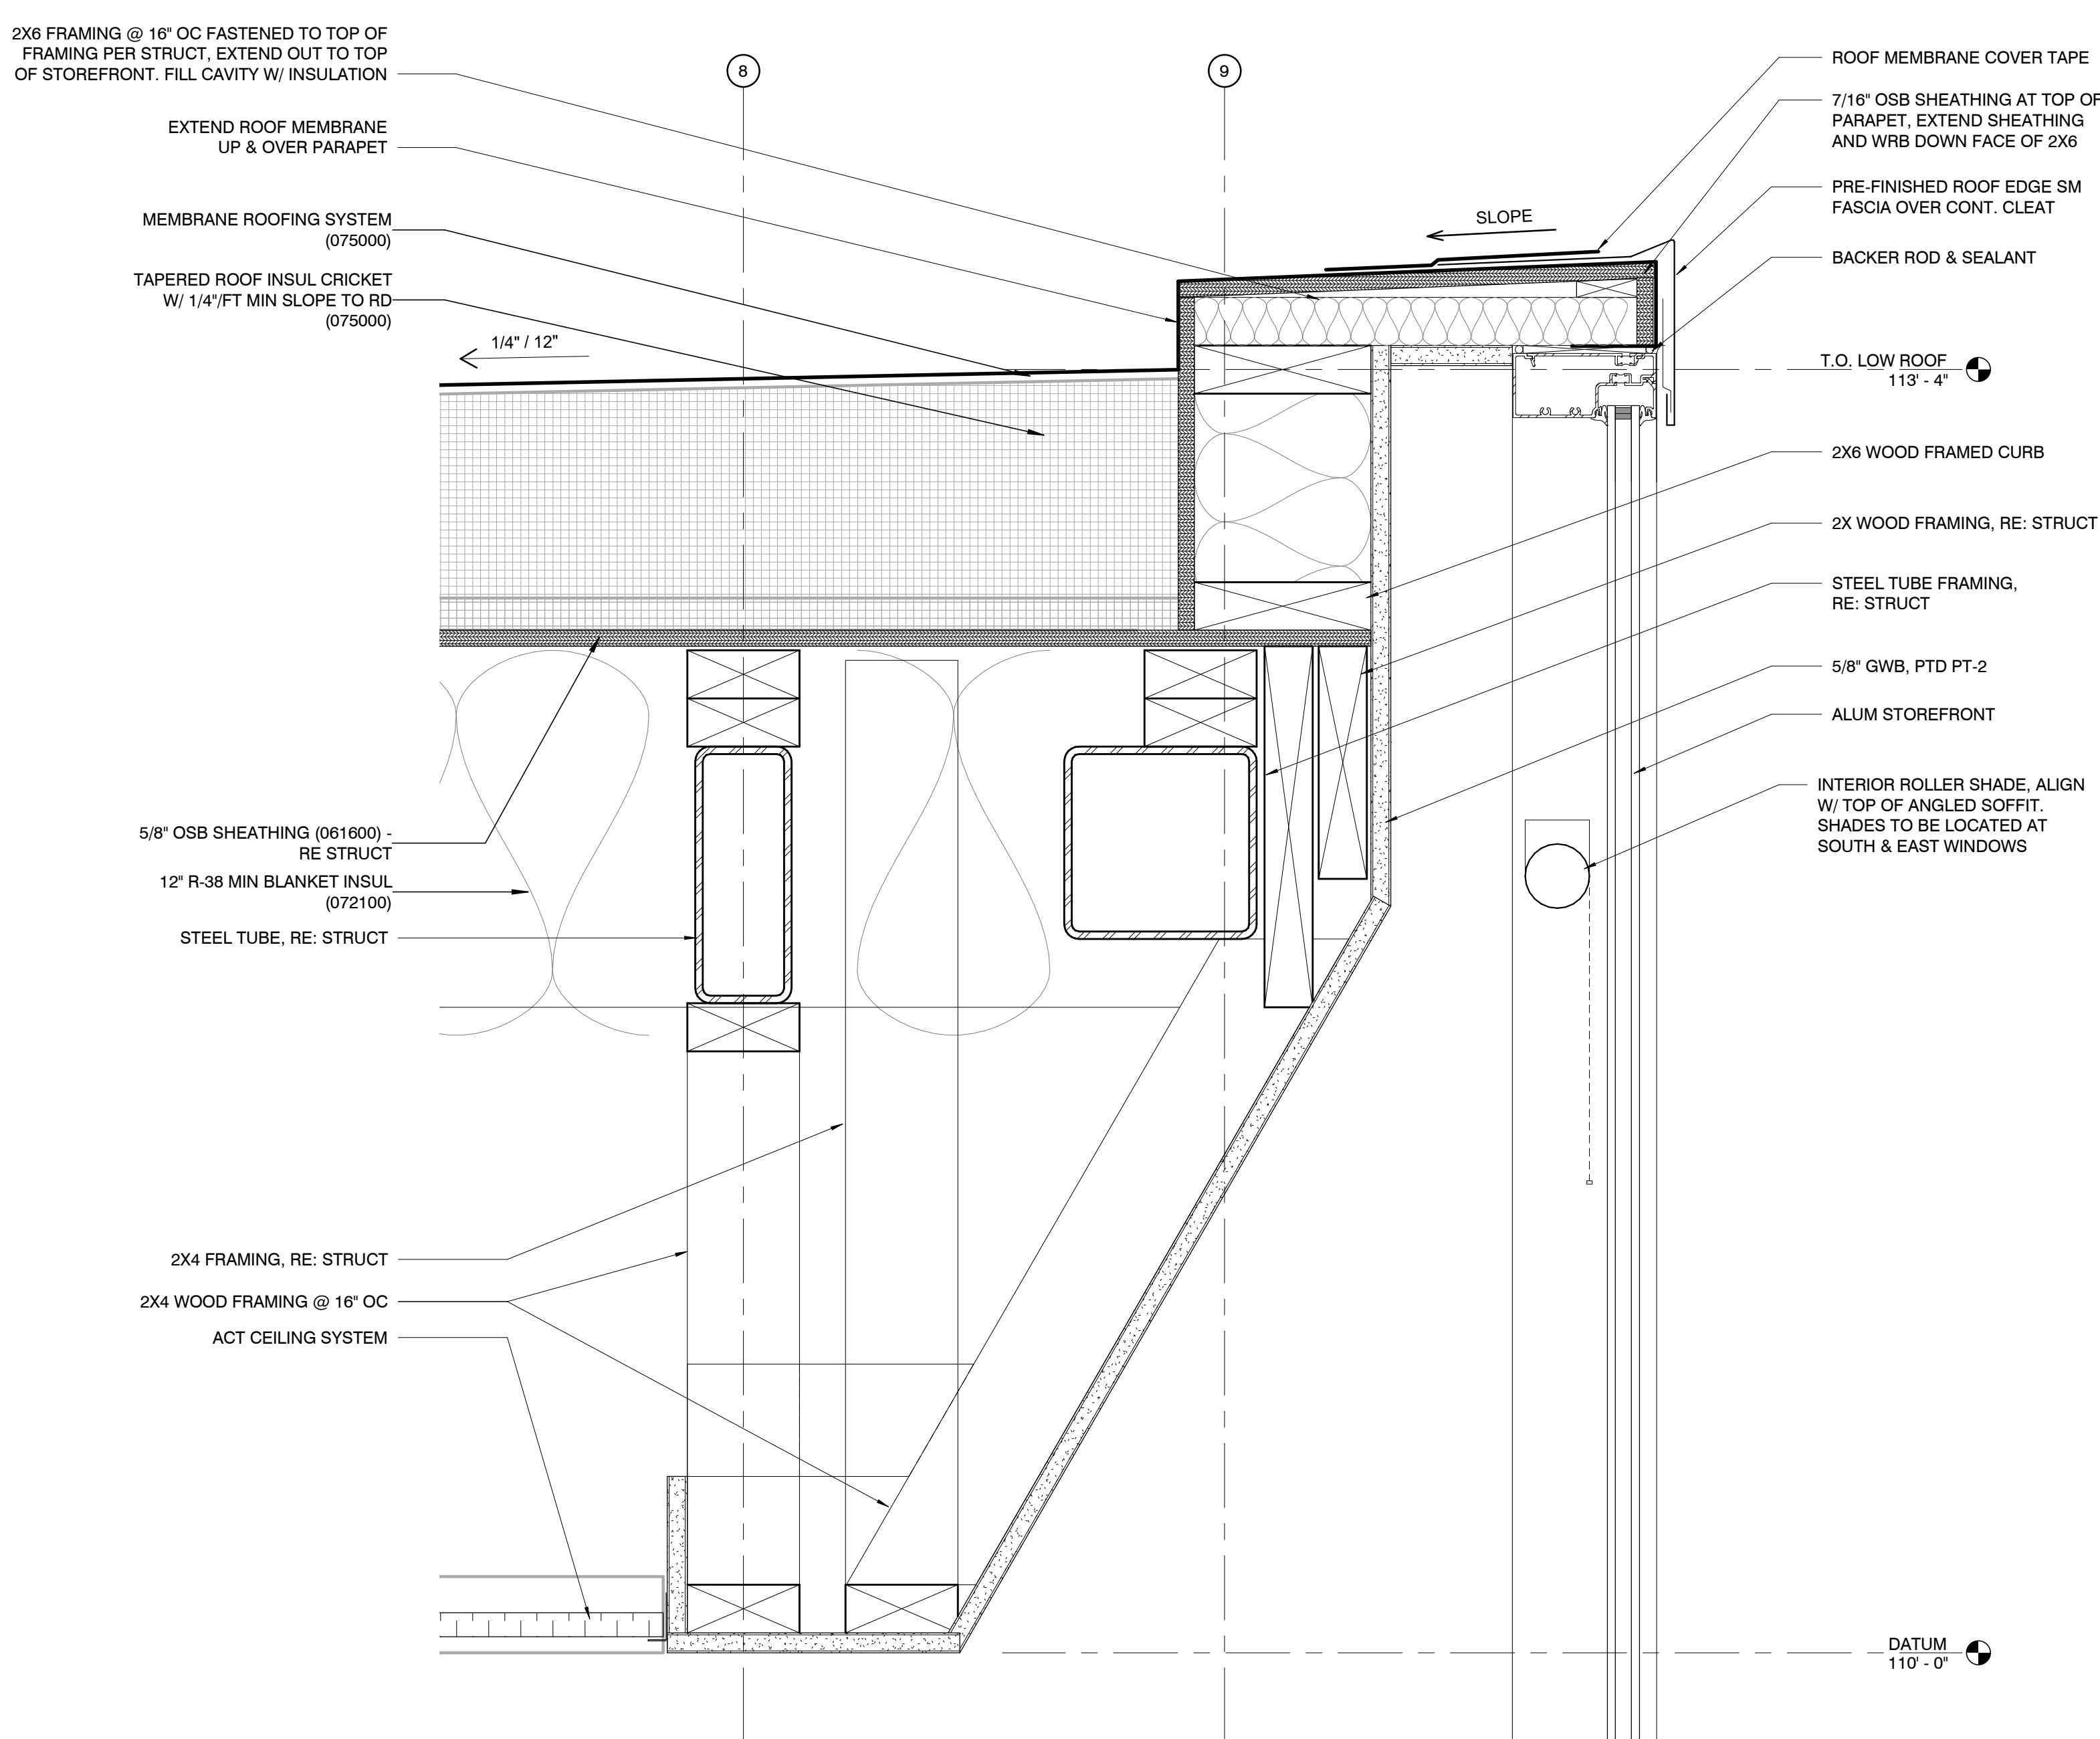 2X6 FRAMING @ 16" OC FASTENED TO TOP OF
FRAMING PER STRUCT, EXTEND OUT TO TOP
OF STOREFRONT. FILL CAVITY W/ INSULATION
EXTEND ROOF MEMBRANE
UP & OVER PARAPET
MEMBRANE ROOFING SYSTEM
(075000)
TAPERED ROOF INSUL CRICKET
W/ 1/4"/FT MIN SLOPE TO RD
(075000)
1/4" / 12"
5/8" OSB SHEATHING (061600) -
RE STRUCT
12" R-38 MIN BLANKET INSUL
(072100)
STEEL TUBE, RE: STRUCT
2X4 FRAMING, RE: STRUCT
2X4 WOOD FRAMING @ 16" OC
ACT CEILING SYSTEM
8
9
SLOPE
ROOF MEMBRANE COVER TAPE
7/16" OSB SHEATHING AT TOP OF
PARAPET, EXTEND SHEATHING
AND WRB DOWN FACE OF 2X6
PRE-FINISHED ROOF EDGE SM
FASCIA OVER CONT. CLEAT
BACKER ROD & SEALANT
T.O. LOW ROOF
113' - 4"
2X6 WOOD FRAMED CURB
2X WOOD FRAMING, RE: STRUCT
STEEL TUBE FRAMING,
RE: STRUCT
5/8" GWB, PTD PT-2
ALUM STOREFRONT
INTERIOR ROLLER SHADE, ALIGN
W/ TOP OF ANGLED SOFFIT.
SHADES TO BE LOCATED AT
SOUTH & EAST WINDOWS
DATUM
110' - 0"